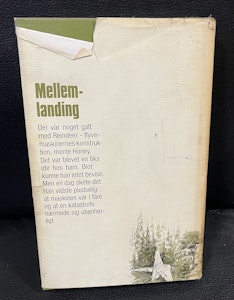 Mellem-
landing
Der var noget galt
med Reindeer - flyve-
maskinernes konstruk-
tion, mente Honey.
Det var blevet en fiks
ide hos ham. Blot
kunne han intet bevise.
Men en dag skete det.
Han vidste pludselig
at maskinen var i fare
og at en katastrofe
nærmede sig ubønhør-
ligt.